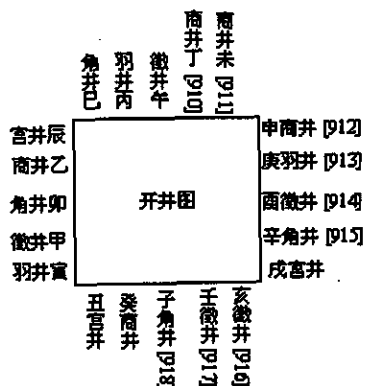 角井巳
羽井丙
徵井午
商井丁 [910]
商井未 [911]
宫井辰
商井乙
角井卯
徵井甲
羽井寅
开井图
申商井 [912]
庚羽井 [913]
酉徵井 [914]
辛角井 [915]
戌宫井
丑宫井
癸商井
子角井 [918]
壬徵井 [917]
亥徵井 [916]